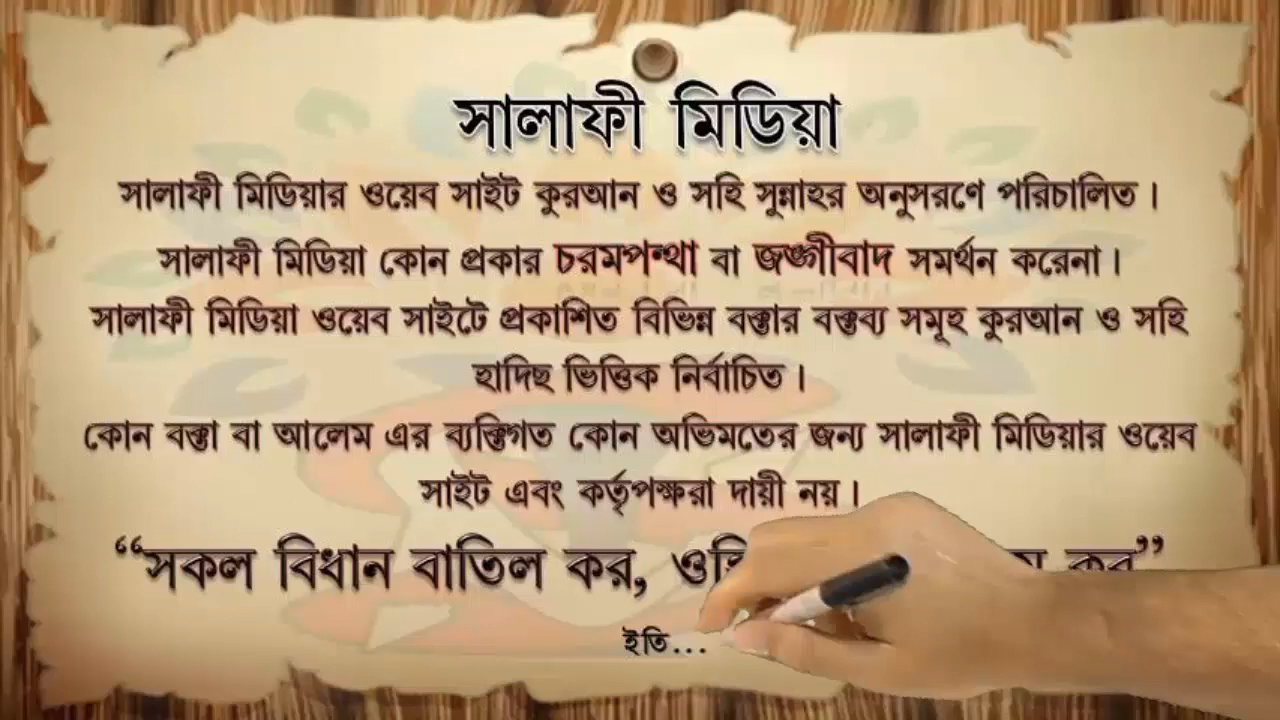 সালাফী মিডিয়া
সালাফী মিডিয়ার ওয়েব সাইট কুরআন ও সহি সুন্নাহর অনুসরণে পরিচালিত।
সালাফী মিডিয়া কোন প্রকার চরমপন্থা বা জঙ্গীবাদ সমর্থন করেনা।
সালাফী মিডিয়া ওয়েব সাইটে প্রকাশিত বিভিন্ন বক্তার বক্তব্য সমূহ কুরআন ও সহি
হাদিছ ভিত্তিক নির্বাচিত।
কোন বক্তা বা আলেম এর ব্যক্তিগত কোন অভিমতের জন্য সালাফী মিডিয়ার ওয়েব
সাইট এবং কর্তৃপক্ষরা দায়ী নয়।
“সকল বিধান বাতিল কর, কর”
ইতি...